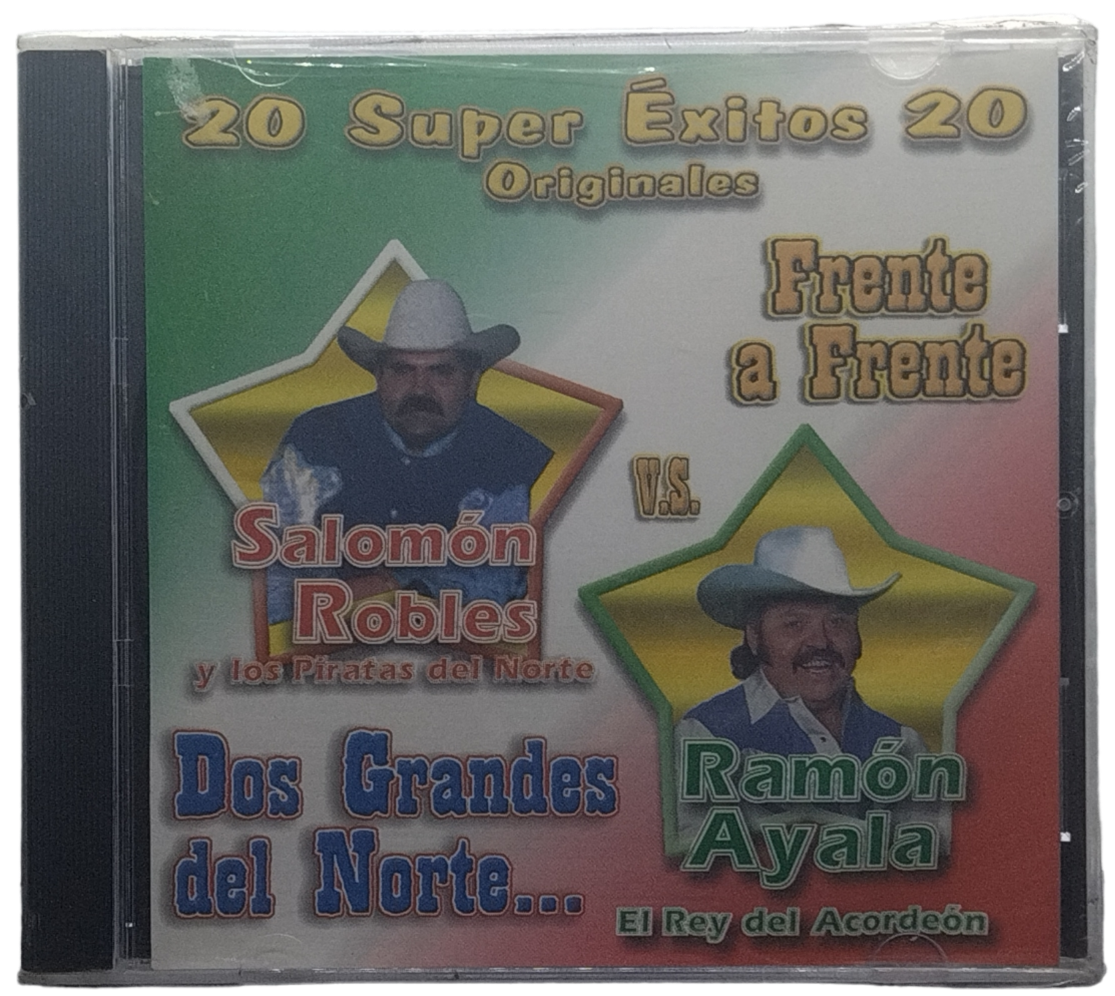 20 Super Éxitos 20
Originales
Frente
a Frente
V.S.
Salomón
Robles
y los Piratas del Norte
Dos Grandes
del Norte...
Ramón
Ayala
El Rey del Acordeón